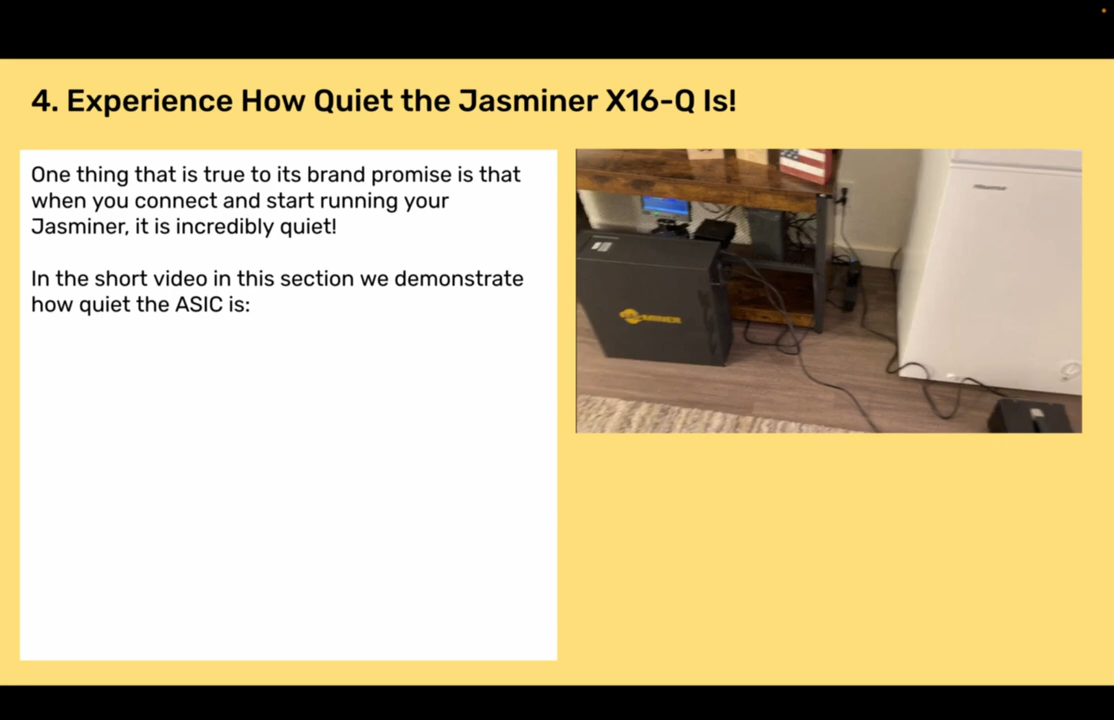 4. Experience How Quiet the Jasminer X16-Q Is!
One thing that is true to its brand promise is that
when you connect and start running your
Jasminer, it is incredibly quiet!
In the short video in this section we demonstrate
how quiet the ASIC is:
Hisense